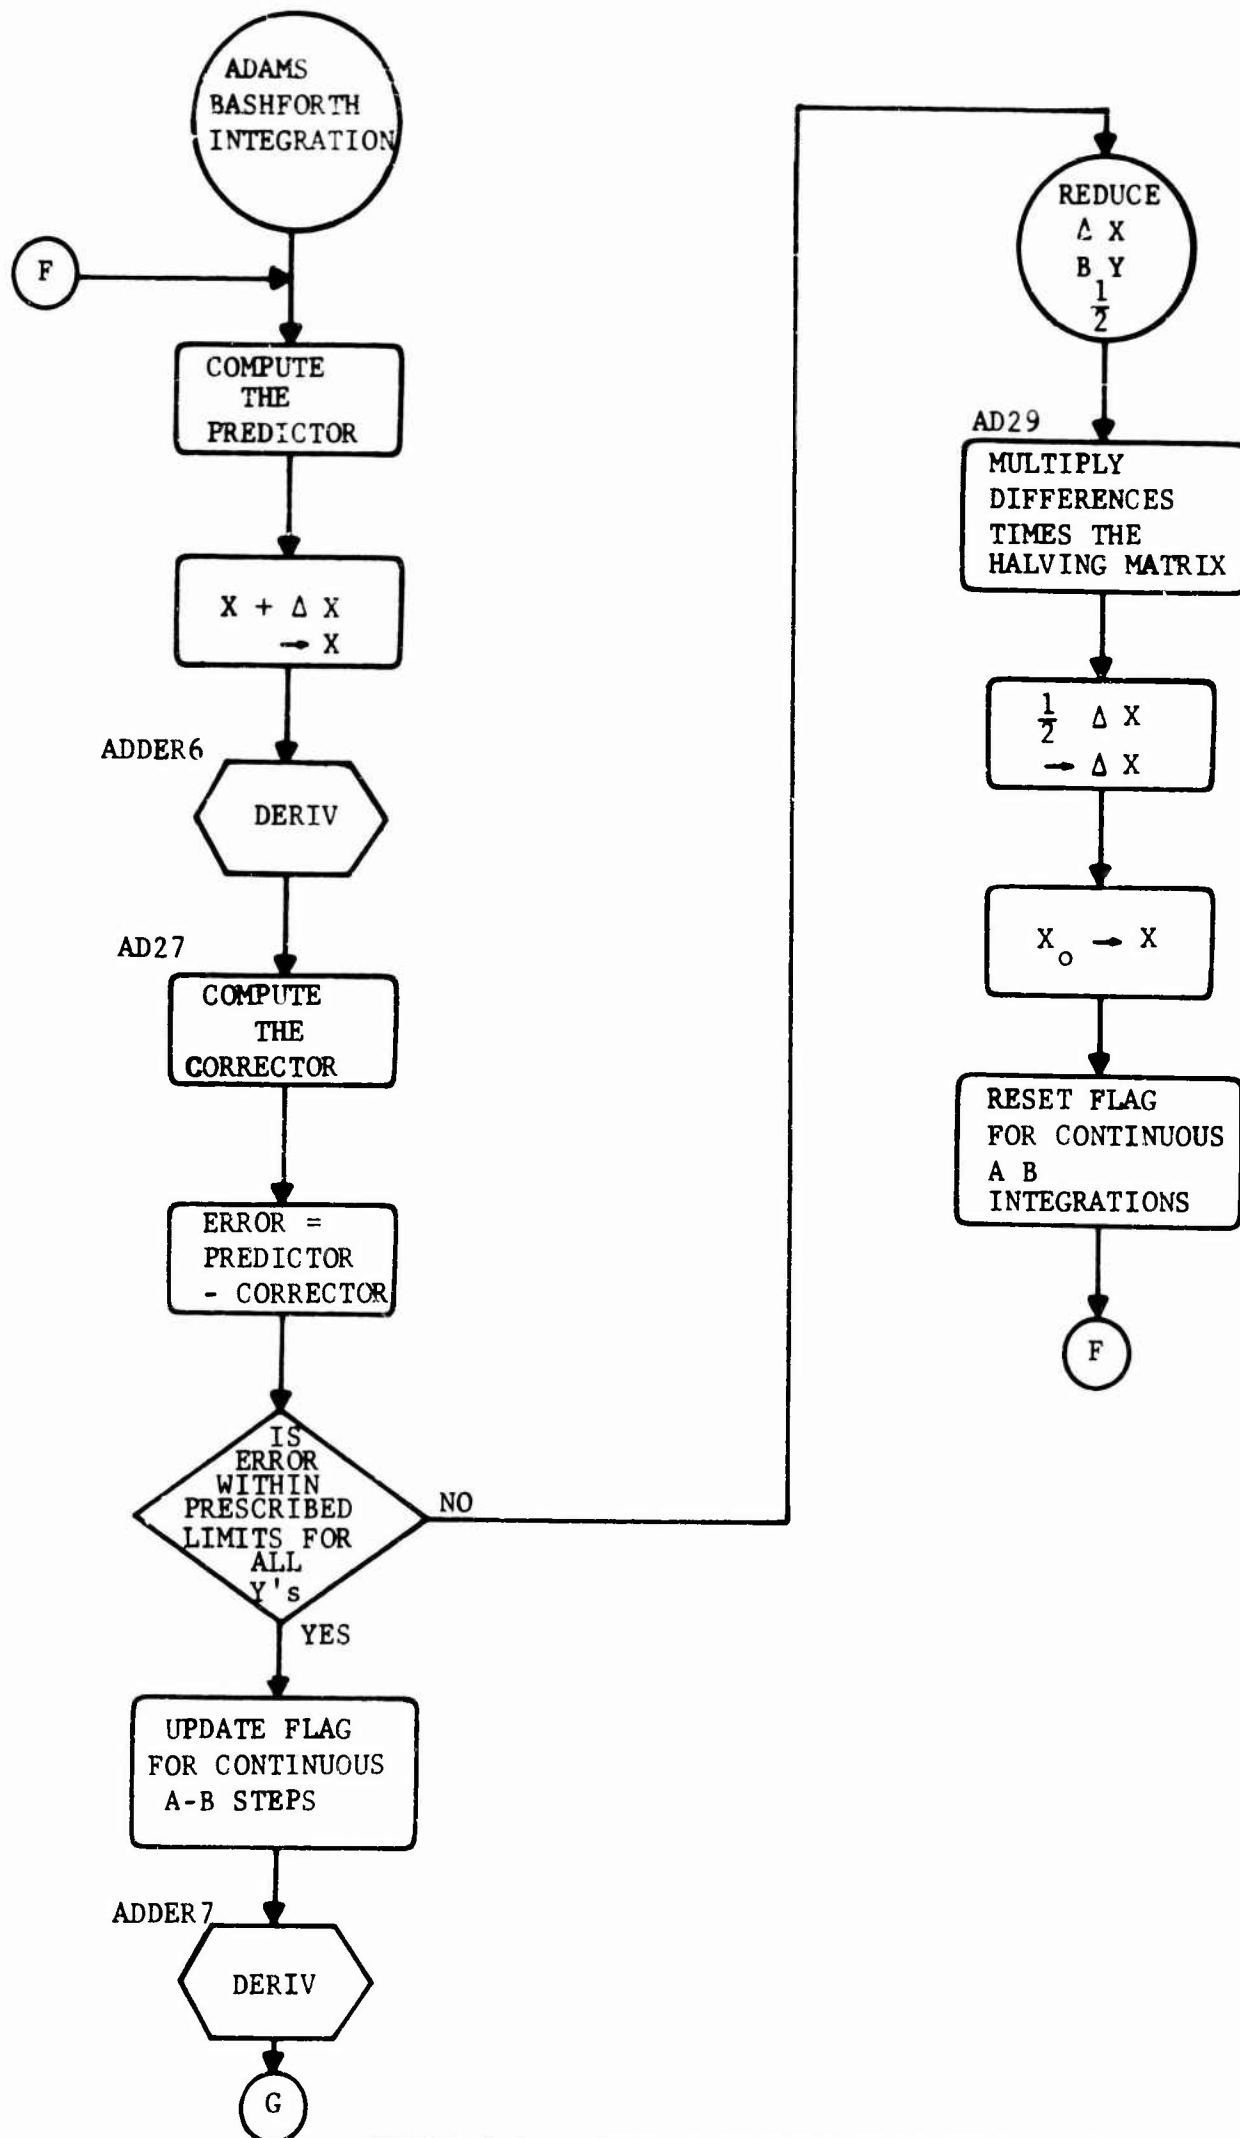 ADAMS
BASHFORTH
INTEGRATION
F
COMPUTE
THE
PREDICTOR
X + Δ X
→ X
ADDER6
DERIV
AD27
COMPUTE
THE
CORRECTOR
ERROR =
PREDICTOR
- CORRECTOR
IS
ERROR
WITHIN
PRESCRIBED
LIMITS FOR
ALL
Y's
NO
YES
UPDATE FLAG
FOR CONTINUOUS
A-B STEPS
ADDER7
DERIV
G
REDUCE
Δ X
B Y
1/2
AD29
MULTIPLY
DIFFERENCES
TIMES THE
HALVING MATRIX
1/2 Δ X
→ Δ X
X₀ → X
RESET FLAG
FOR CONTINUOUS
A B
INTEGRATIONS
F